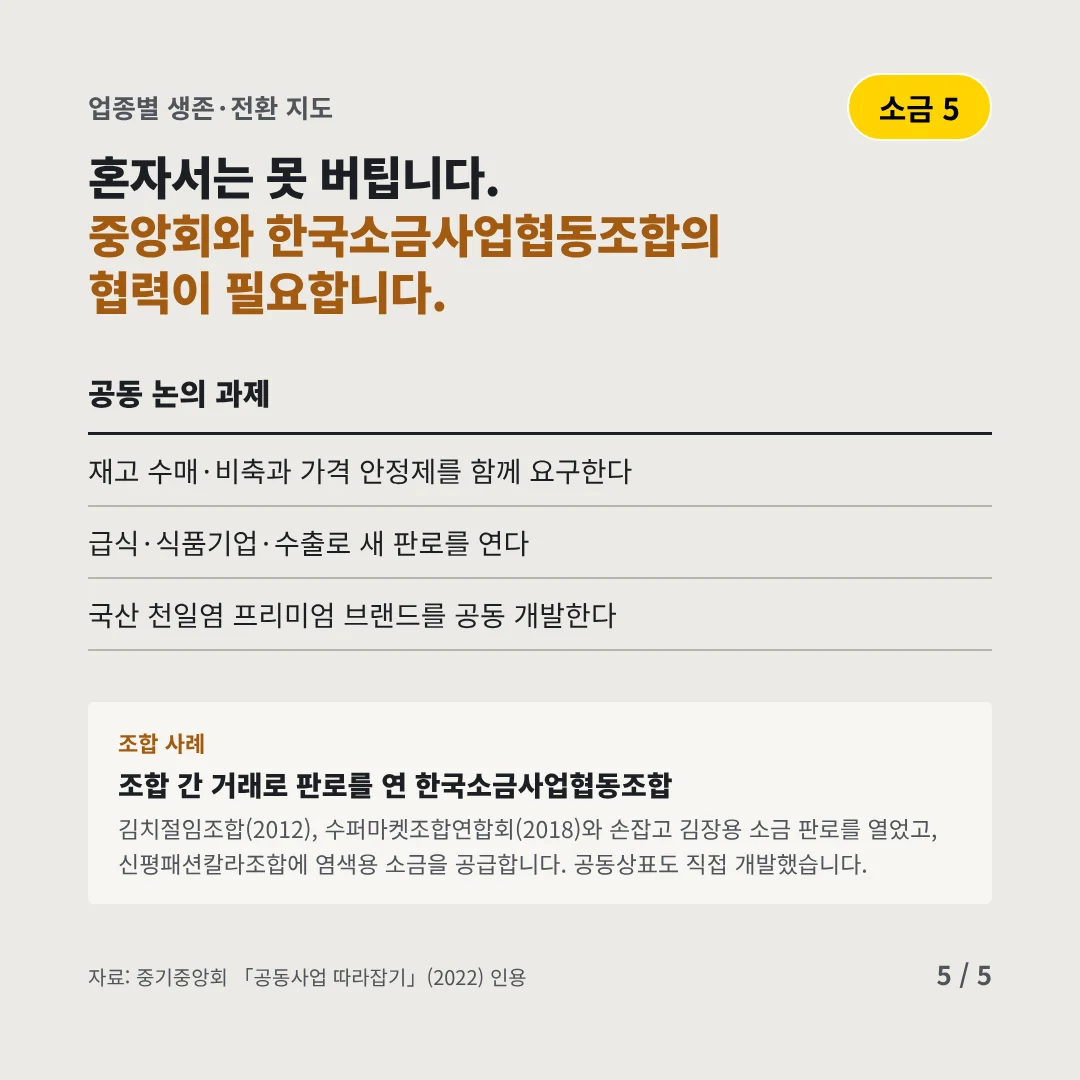 업종별 생존·전환 지도
소금 5
혼자서는 못 버팁니다.
중앙회와 한국소금사업협동조합의
협력이 필요합니다.
공동 논의 과제
재고 수매·비축과 가격 안정제를 함께 요구한다
급식·식품기업·수출로 새 판로를 연다
국산 천일염 프리미엄 브랜드를 공동 개발한다
조합 사례
조합 간 거래로 판로를 연 한국소금사업협동조합
김치절임조합(2012), 수퍼마켓조합연합회(2018)와 손잡고 김장용 소금 판로를 열었고,
신평패션칼라조합에 염색용 소금을 공급합니다. 공동상표도 직접 개발했습니다.
자료: 중기중앙회 「공동사업 따라잡기」(2022) 인용
5 / 5